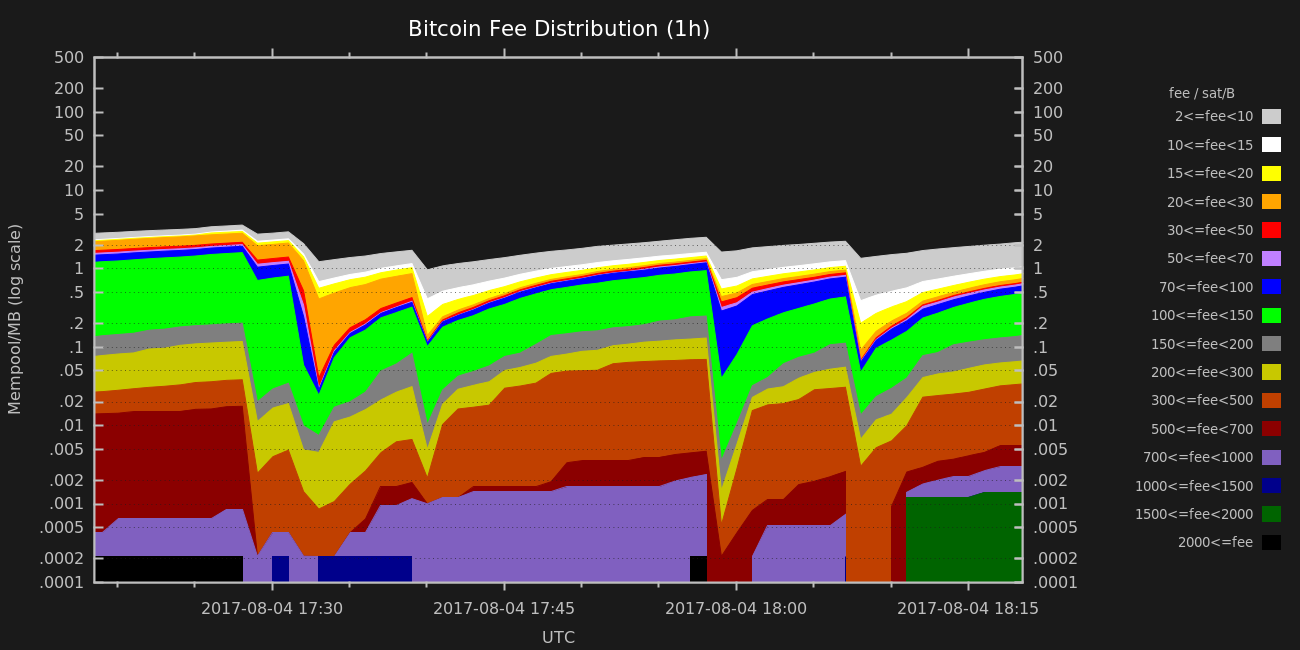 Bitcoin Fee Distribution (1h)
500 500
200 200
100 100
50 50
20 20
10 10
5 5
2 2
1 1
.5 .5
.2 .2
.1 .1
.05 .05
.02 .02
.01 .01
.005 .005
.002 .002
.001 .001
.0005 .0005
.0002 .0002
.0001 .0001
Mempool/MB (log scale)
2017-08-04 17:30 2017-08-04 17:45 2017-08-04 18:00 2017-08-04 18:15
UTC
fee / sat/B
2<=fee<10
10<=fee<15
15<=fee<20
20<=fee<30
30<=fee<50
50<=fee<70
70<=fee<100
100<=fee<150
150<=fee<200
200<=fee<300
300<=fee<500
500<=fee<700
700<=fee<1000
1000<=fee<1500
1500<=fee<2000
2000<=fee